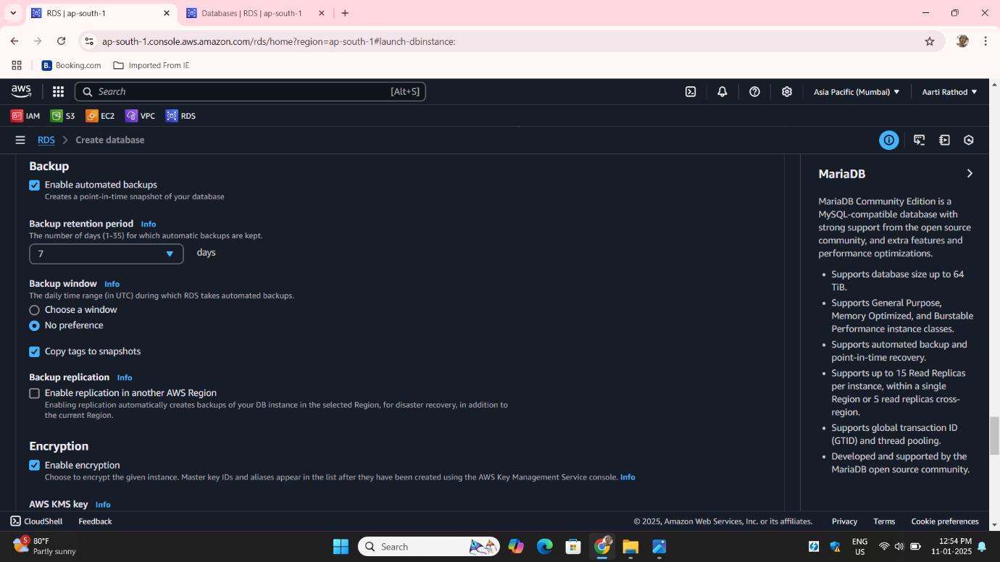 RDS | ap-south-1
Databases | RDS | ap-south-1
ap-south-1.console.aws.amazon.com/rds/home?region=ap-south-1#launch-dbinstance:
B. Booking.com
Imported From IE
aws
Search
[Alt+S]
Asia Pacific (Mumbai)
Aarti Rathod
IAM
S3
EC2
VPC
RDS
RDS
Create database
Backup
Enable automated backups
Creates a point-in-time snapshot of your database
Backup retention period Info
The number of days (1-35) for which automatic backups are kept.
7
days
Backup window Info
The daily time range (in UTC) during which RDS takes automated backups.
Choose a window
No preference
Copy tags to snapshots
Backup replication Info
Enable replication in another AWS Region
Enabling replication automatically creates backups of your DB instance in the selected Region, for disaster recovery, in addition to
the current Region.
Encryption
Enable encryption
Choose to encrypt the given instance. Master key IDs and aliases appear in the list after they have been created using the AWS Key Management Service console. Info
AWS KMS key Info
MariaDB
MariaDB Community Edition is a
MySQL-compatible database with
strong support from the open source
community, and extra features and
performance optimizations.
• Supports database size up to 64
TiB.
• Supports General Purpose,
Memory Optimized, and Burstable
Performance instance classes.
• Supports automated backup and
point-in-time recovery.
• Supports up to 15 Read Replicas
per instance, within a single
Region or 5 read replicas cross-
region.
• Supports global transaction ID
(GTID) and thread pooling.
• Developed and supported by the
MariaDB open source community.
CloudShell
Feedback
© 2025, Amazon Web Services, Inc. or its affiliates.
Privacy
Terms
Cookie preferences
5
80°F
Partly sunny
Search
ENG
US
12:54 PM
11-01-2025